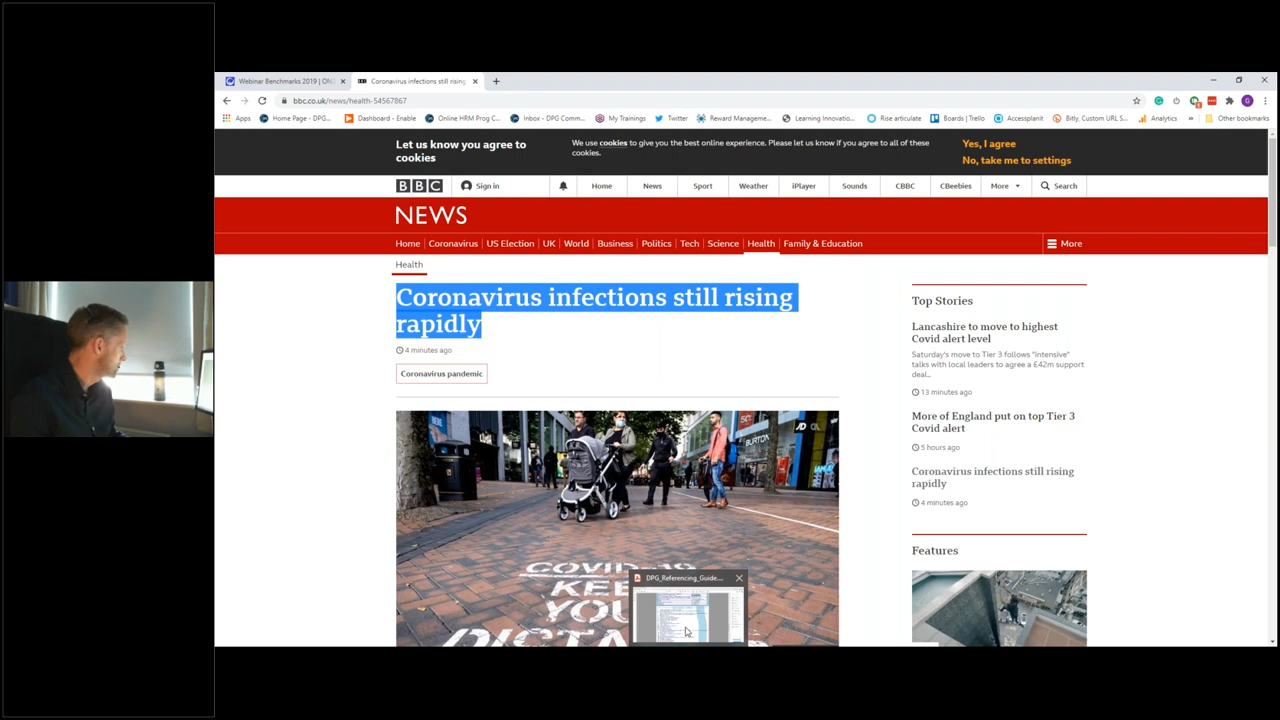 Webinar Benchmarks 2019 | ON
Coronavirus infections still rising
bbc.co.uk/news/health-54567867
Apps
Home Page - DPG...
Dashboard - Enable
Online HRM Prog C...
Inbox - DPG Comm...
My Trainings
Twitter
Reward Manageme...
Learning Innovatio...
Rise articulate
Boards | Trello
Accessplanit
Bitly, Custom URL S...
Analytics
»
Other bookmarks
Let us know you agree to
cookies
We use cookies to give you the best online experience. Please let us know if you agree to all of these
cookies.
Yes, I agree
No, take me to settings
BBC
Sign in
Home
News
Sport
Weather
iPlayer
Sounds
CBBC
CBeebies
More
Search
NEWS
Home
Coronavirus
US Election
UK
World
Business
Politics
Tech
Science
Health
Family & Education
More
Health
Coronavirus infections still rising
rapidly
4 minutes ago
Coronavirus pandemic
Top Stories
Lancashire to move to highest
Covid alert level
Saturday's move to Tier 3 follows "intensive"
talks with local leaders to agree a £42m support
deal...
13 minutes ago
More of England put on top Tier 3
Covid alert
5 hours ago
Coronavirus infections still rising
rapidly
4 minutes ago
Features
BURTON
JD
DPG_Referencing_Guide....